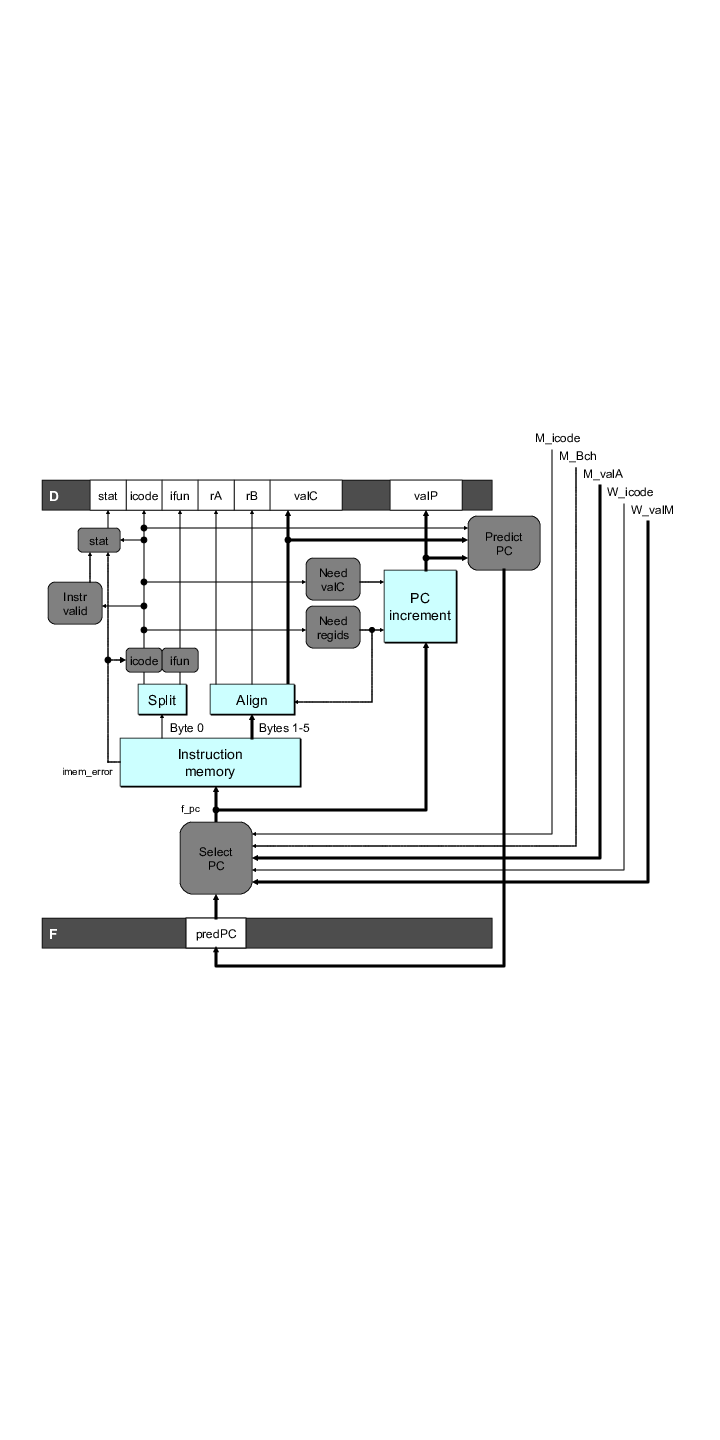 M_icode
M_Bch
M_valA
W_icode
W_valM
D
stat
icode
ifun
rA
rB
valC
valP
stat
Predict
PC
Instr
valid
Need
valC
PC
increment
Need
regids
icode
ifun
Split
Align
Byte 0
Bytes 1-5
Instruction
memory
imem_error
f_pc
Select
PC
F
predPC